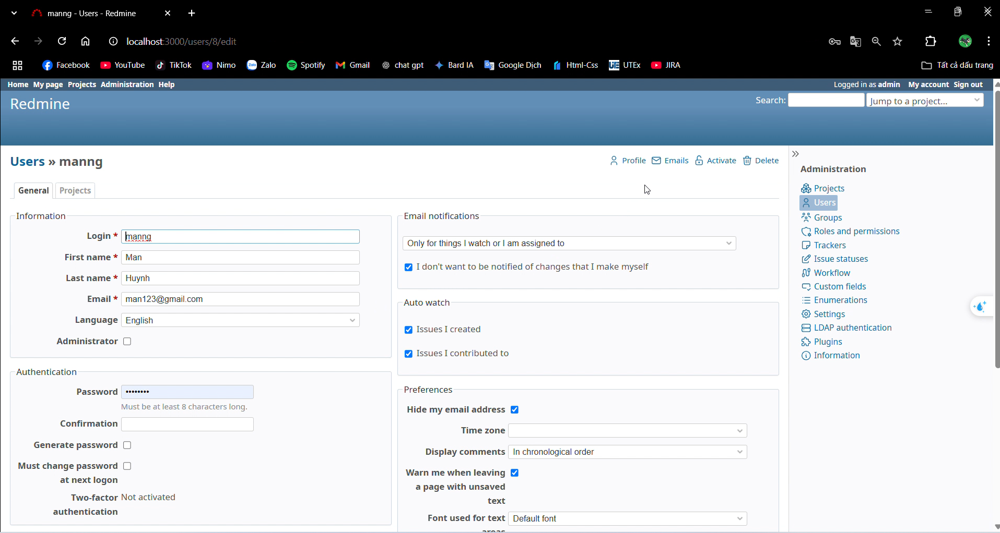 manng - Users - Redmine
localhost:3000/users/8/edit
Facebook YouTube TikTok Nimo Zalo Spotify Gmail chat gpt Bard IA Google Dịch Html-Css UTEx JIRA Tất cả dấu trang
Home My page Projects Administration Help
Logged in as admin My account Sign out
Redmine
Search: Jump to a project...
Users » manng
Profile Emails Activate Delete
General Projects
Information
Login * manng
First name * Man
Last name * Huynh
Email * man123@gmail.com
Language English
Administrator
Authentication
Password ••••••••
Must be at least 8 characters long.
Confirmation
Generate password
Must change password
at next logon
Two-factor Not activated
authentication
Email notifications
Only for things I watch or I am assigned to
I don't want to be notified of changes that I make myself
Auto watch
Issues I created
Issues I contributed to
Preferences
Hide my email address
Time zone
Display comments In chronological order
Warn me when leaving
a page with unsaved
text
Font used for text Default font
areas
Administration
Projects
Users
Groups
Roles and permissions
Trackers
Issue statuses
Workflow
Custom fields
Enumerations
Settings
LDAP authentication
Plugins
Information